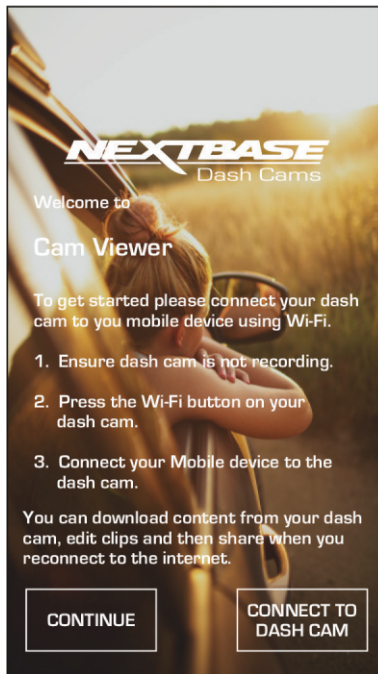 NEXTBASE
Dash Cams
Welcome to
Cam Viewer
To get started please connect your dash
cam to you mobile device using Wi-Fi.
1. Ensure dash cam is not recording.
2. Press the Wi-Fi button on your
dash cam.
3. Connect your Mobile device to the
dash cam.
You can download content from your dash
cam, edit clips and then share when you
reconnect to the internet.
CONTINUE
CONNECT TO
DASH CAM